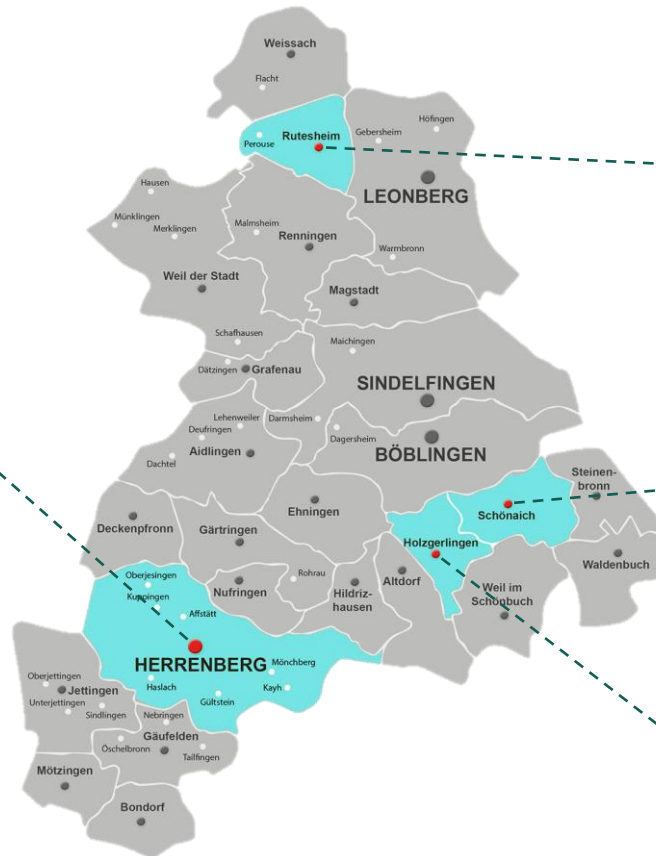 Weissach
Flacht
Rutesheim
Perouse
Gebersheim
Höfingen
LEONBERG
Hausen
Münklingen
Merklingen
Malmsheim
Renningen
Warmbronn
Weil der Stadt
Magstadt
Schafhausen
Maichingen
Dätzingen
Grafenau
SINDELFINGEN
Lehenweiler
Deufringen
Darmsheim
Dagersheim
Aidlingen
BÖBLINGEN
Dachtel
Steinen-
bronn
Ehningen
Schönaich
Deckenpfronn
Gärtringen
Holzgerlingen
Waldenbuch
Oberjesingen
Rohrau
Altdorf
Nufringen
Hildriz-
hausen
Weil im
Schönbuch
Kuppingen
Affstätt
HERRENBERG
Mönchberg
Haslach
Kayh
Gültstein
Oberjettingen
Jettingen
Unterjettingen
Sindlingen
Nebringen
Gäufelden
Öschelbronn
Tailfingen
Mötzingen
Bondorf